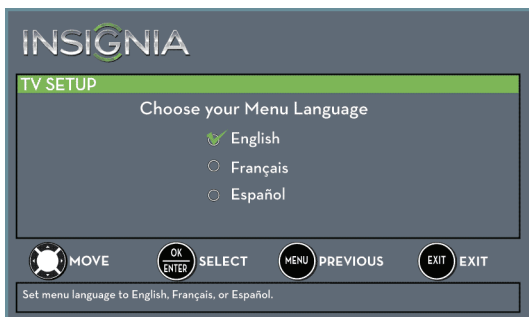 INSIGNIA
TV SETUP
Choose your Menu Language
English
Français
Español
MOVE OK ENTER SELECT MENU PREVIOUS EXIT EXIT
Set menu language to English, Français, or Español.